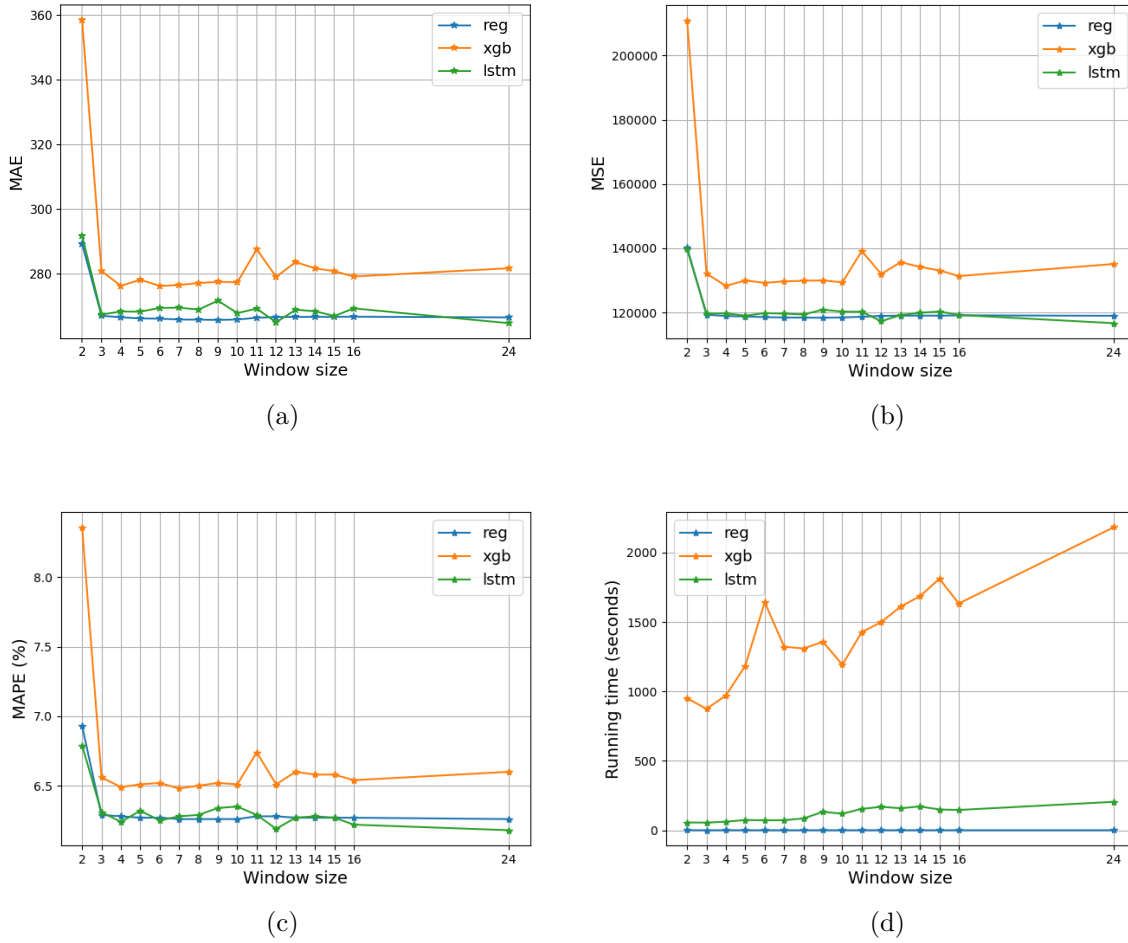 360
340
320
300
280
MAE
reg
xgb
lstm
2 3 4 5 6 7 8 9 10 11 12 13 14 15 16 24
Window size
(a)
200000
180000
160000
140000
120000
MSE
reg
xgb
lstm
2 3 4 5 6 7 8 9 10 11 12 13 14 15 16 24
Window size
(b)
8.0
7.5
7.0
6.5
MAPE (%)
reg
xgb
lstm
2 3 4 5 6 7 8 9 10 11 12 13 14 15 16 24
Window size
(c)
2000
1500
1000
500
0
Running time (seconds)
reg
xgb
lstm
2 3 4 5 6 7 8 9 10 11 12 13 14 15 16 24
Window size
(d)